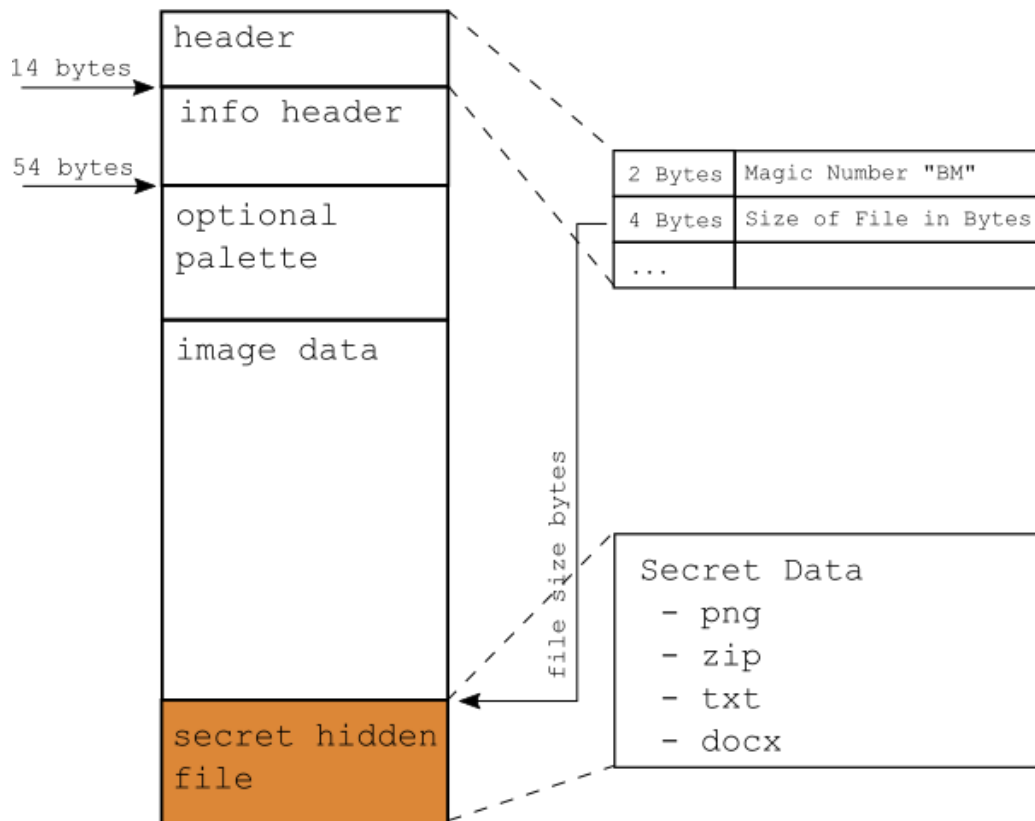 header
14 bytes
info header
54 bytes
optional
palette
image data
secret hidden
file
2 Bytes Magic Number "BM"
4 Bytes Size of File in Bytes
...
file size bytes
Secret Data
- png
- zip
- txt
- docx